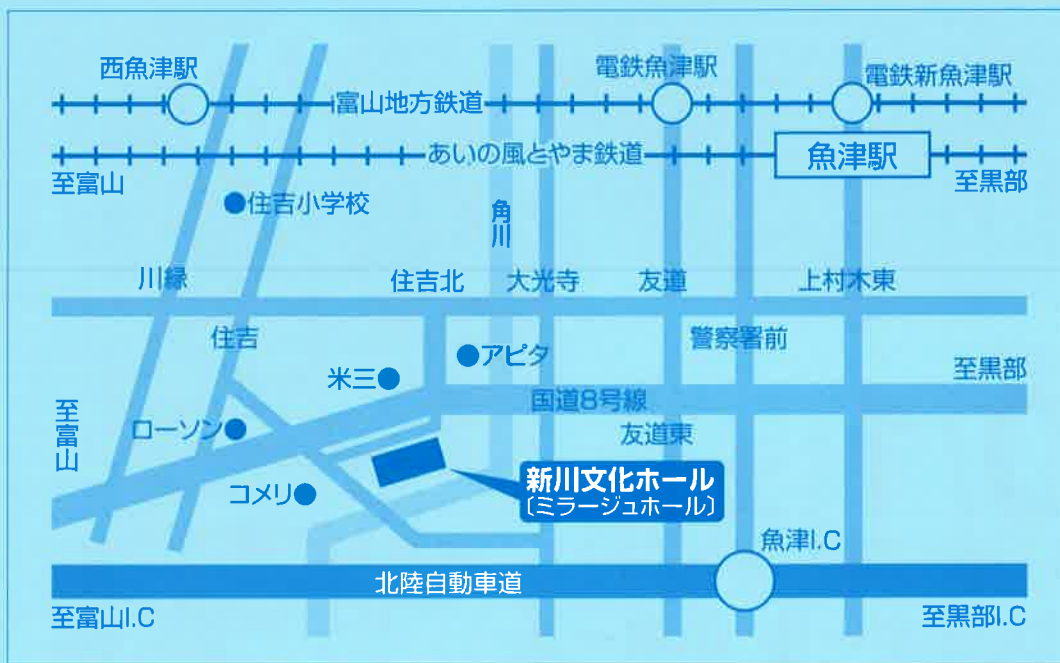 西魚津駅
電鉄魚津駅
電鉄新魚津駅
富山地方鉄道
あいの風とやま鉄道
魚津駅
至富山
至黒部
住吉小学校
角川
川縁
住吉北
大光寺
友道
上村木東
住吉
警察署前
アピタ
米三
至黒部
国道8号線
至富山
ローソン
友道東
新川文化ホール
〔ミラージュホール〕
コメリ
魚津I.C
北陸自動車道
至富山I.C
至黒部I.C